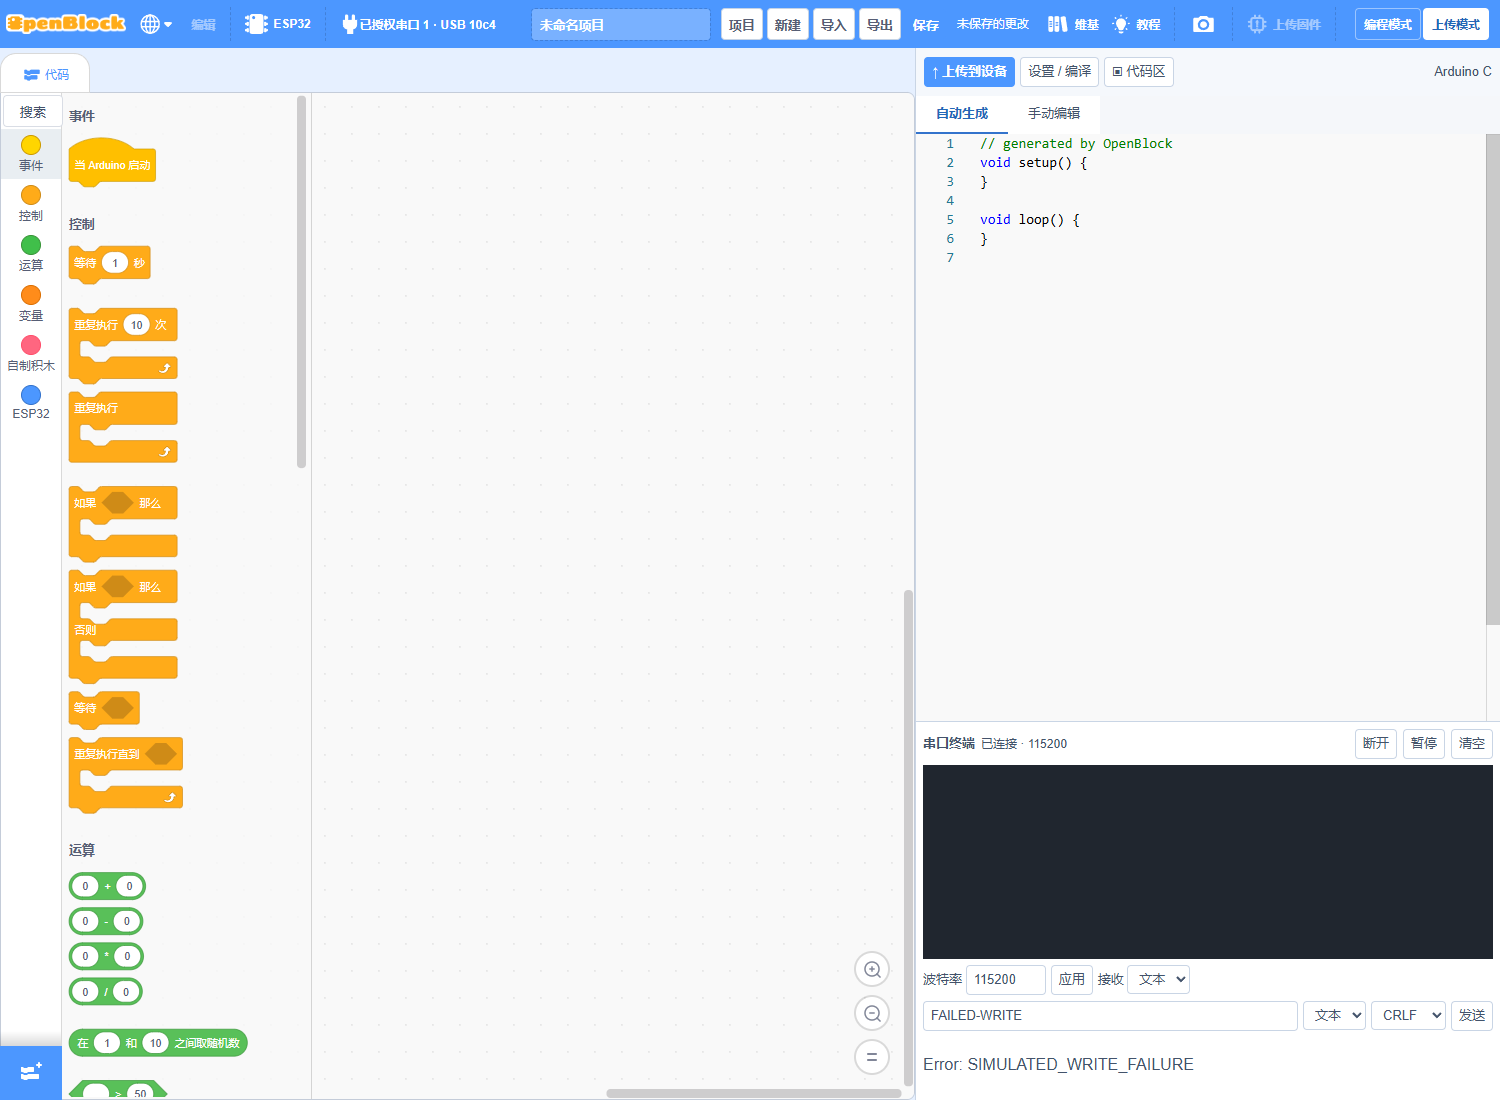 OpenBlock
编辑
ESP32
已授权串口 1 · USB 10c4
未命名项目
项目
新建
导入
导出
保存
未保存的更改
维基
教程
上传固件
编程模式
上传模式
代码
↑ 上传到设备
设置 / 编译
▣ 代码区
Arduino C
搜索
事件
控制
运算
变量
自制积木
ESP32
事件
当 Arduino 启动
控制
等待 1 秒
重复执行 10 次
重复执行
如果 那么
如果 那么
否则
等待
重复执行直到
运算
0 + 0
0 - 0
0 * 0
0 / 0
在 1 和 10 之间取随机数
> 50
自动生成
手动编辑
1 // generated by OpenBlock
2 void setup() {
3 }
4
5 void loop() {
6 }
7
串口终端 已连接 · 115200
断开
暂停
清空
波特率 115200 应用 接收 文本
FAILED-WRITE 文本 CRLF 发送
Error: SIMULATED_WRITE_FAILURE